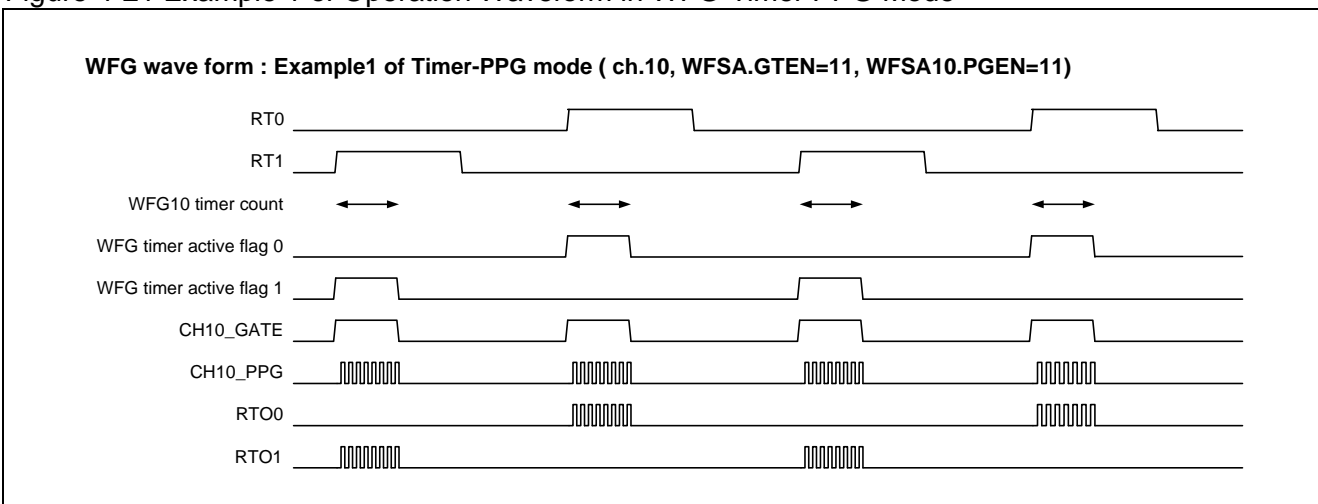 WFG wave form : Example1 of Timer-PPG mode ( ch.10, WFSA.GTEN=11, WFSA10.PGEN=11)
RT0
RT1
WFG10 timer count
WFG timer active flag 0
WFG timer active flag 1
CH10_GATE
CH10_PPG
RTO0
RTO1